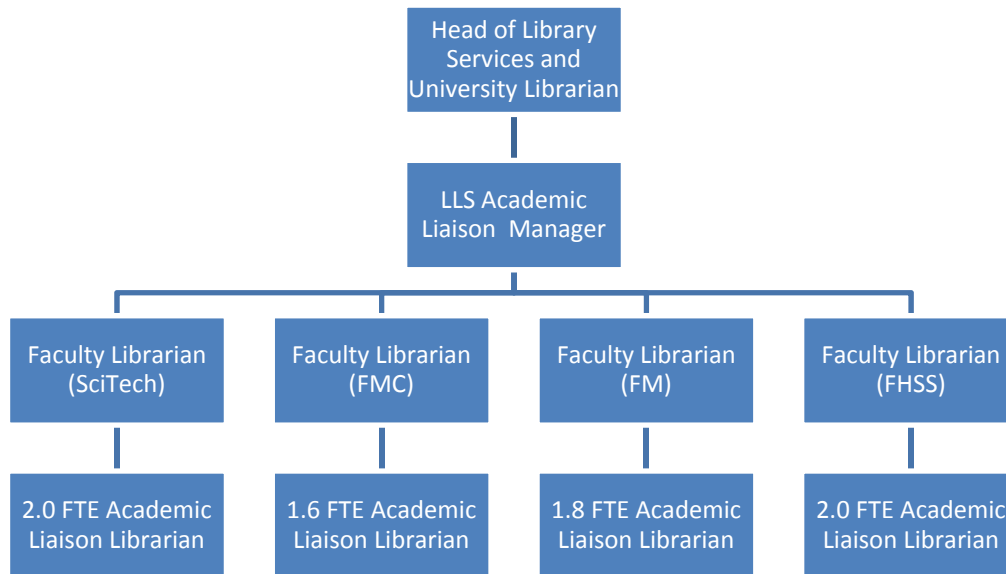 Head of Library
Services and
University Librarian
LLS Academic
Liaison  Manager
Faculty Librarian
(SciTech)
Faculty Librarian
(FMC)
Faculty Librarian
(FM)
Faculty Librarian
(FHSS)
2.0 FTE Academic
Liaison Librarian
1.6 FTE Academic
Liaison Librarian
1.8 FTE Academic
Liaison Librarian
2.0 FTE Academic
Liaison Librarian